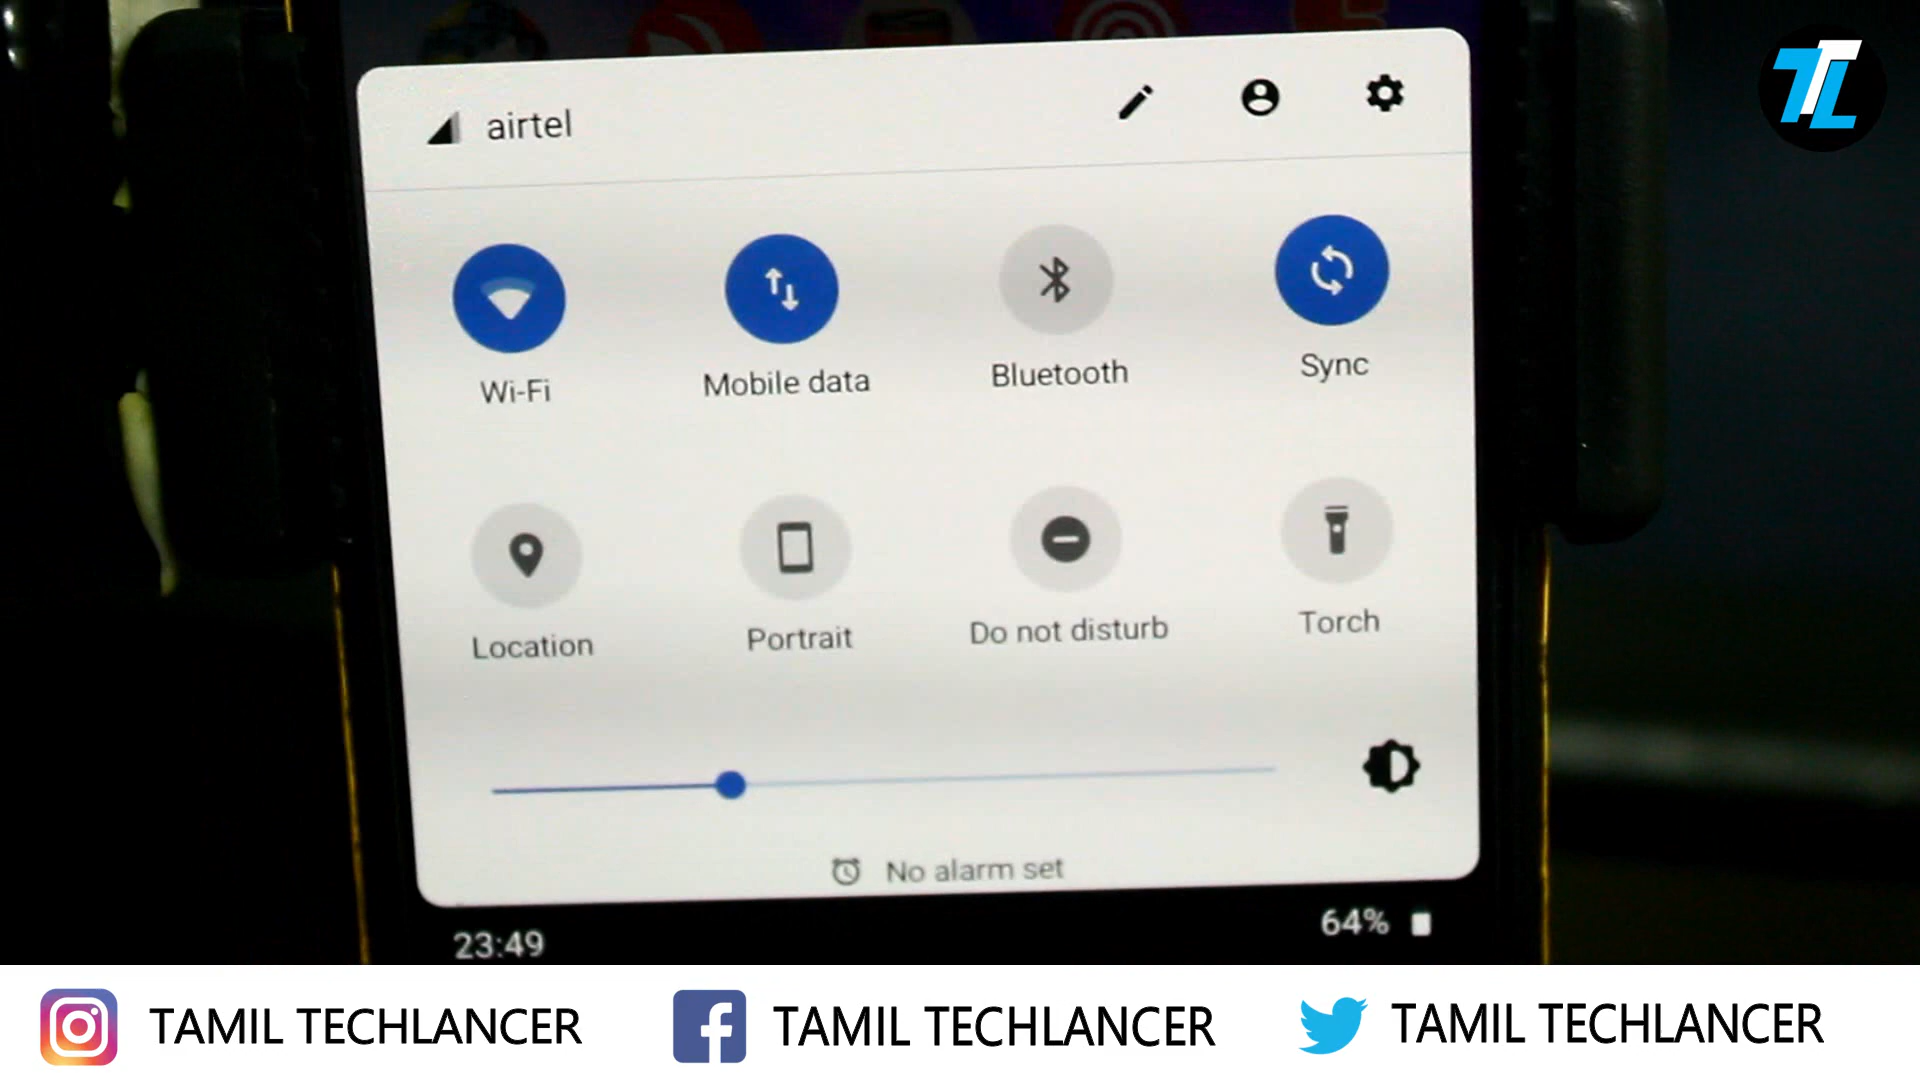 TTL
airtel
Wi-Fi
Mobile data
Bluetooth
Sync
Location
Portrait
Do not disturb
Torch
No alarm set
23:49
64%
TAMIL TECHLANCER
TAMIL TECHLANCER
TAMIL TECHLANCER